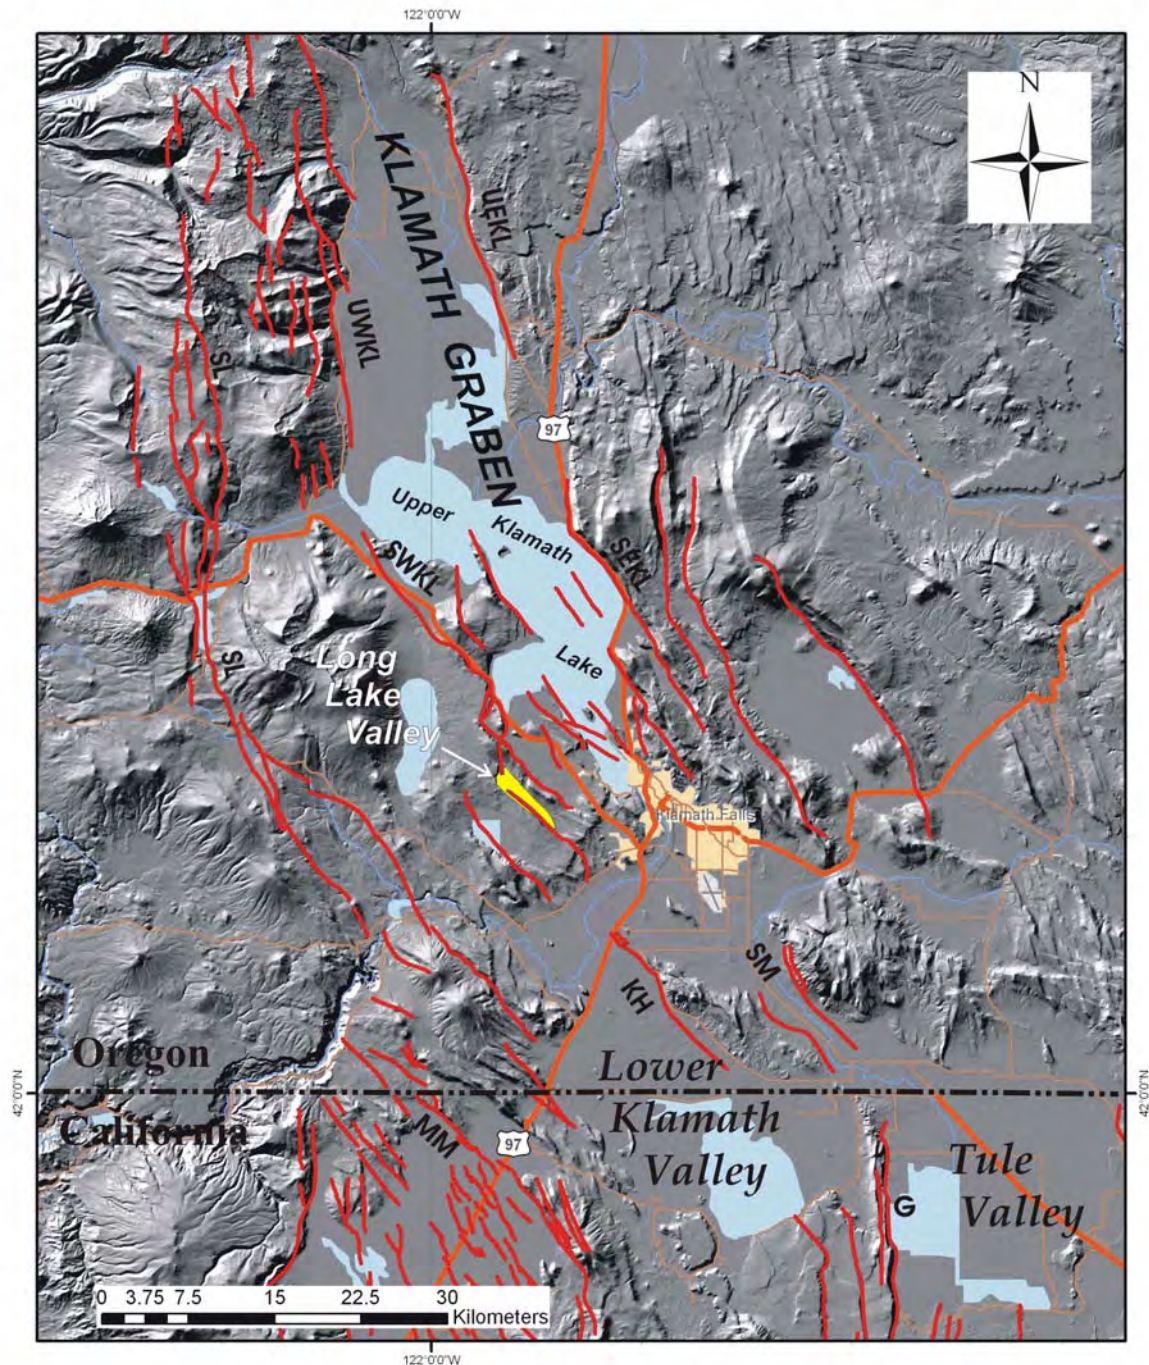 122°0'0"W
N
KLAMATH GRABEN
UEKL
UWKL
SL
97
Upper
Klamath
Lake
SWKL
SEKL
SL
Long
Lake
Valley
Klamath Falls
SM
KH
Oregon
Lower
42°0'0"N
42°0'0"N
California
Klamath
Valley
MM
97
Tule
Valley
G
0 3.75 7.5 15 22.5 30
Kilometers
122°0'0"W